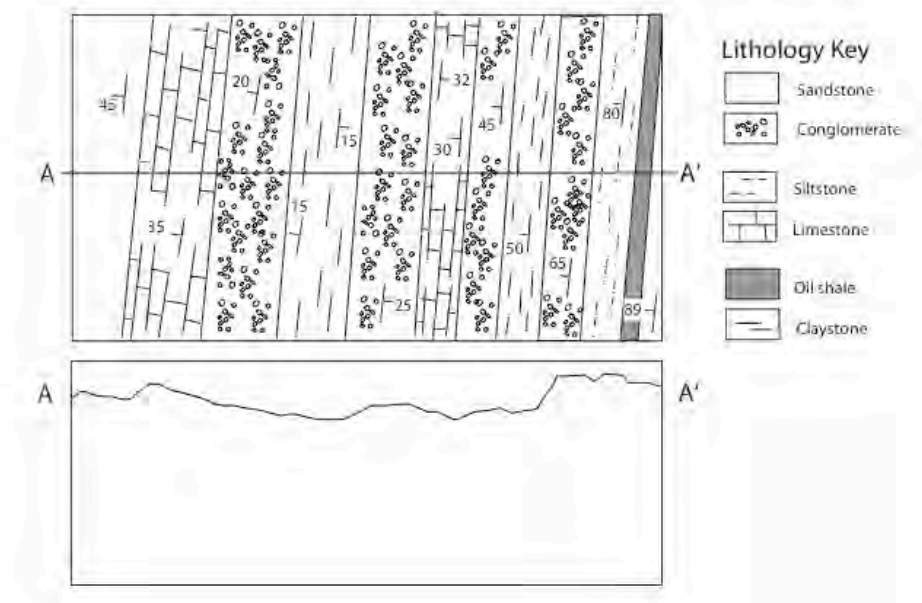 Lithology Key
32
20
Sandstone
80
45
Conglomerate
15
30
A
A'
Siltstone
15
35
Limestone
50
65
Oil shale
25
89
Claystone
A
A'